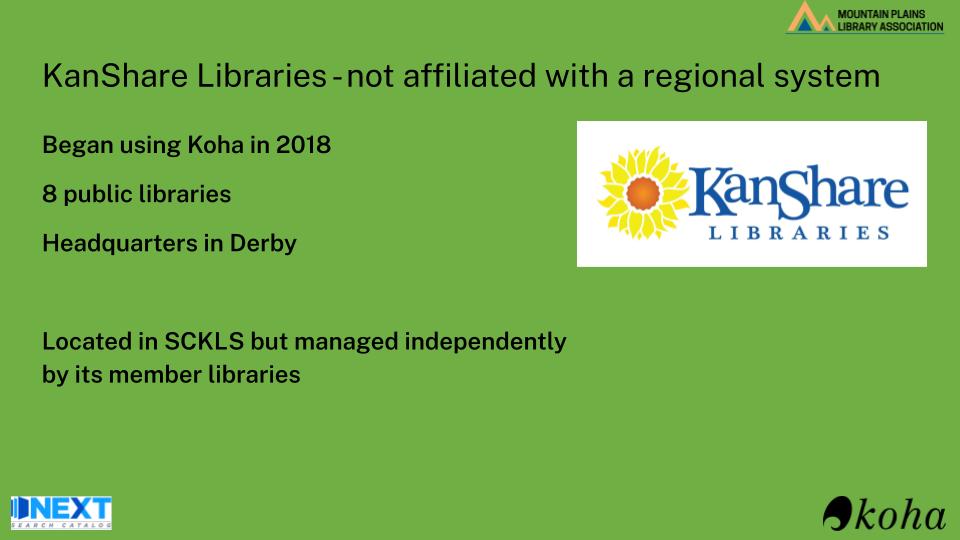 MOUNTAIN PLAINS
LIBRARY ASSOCIATION
KanShare Libraries - not affiliated with a regional system
Began using Koha in 2018
8 public libraries
Headquarters in Derby
KanShare
LIBRARIES
Located in SCKLS but managed independently
by its member libraries
NEXT
SEARCH CATALOG
koha